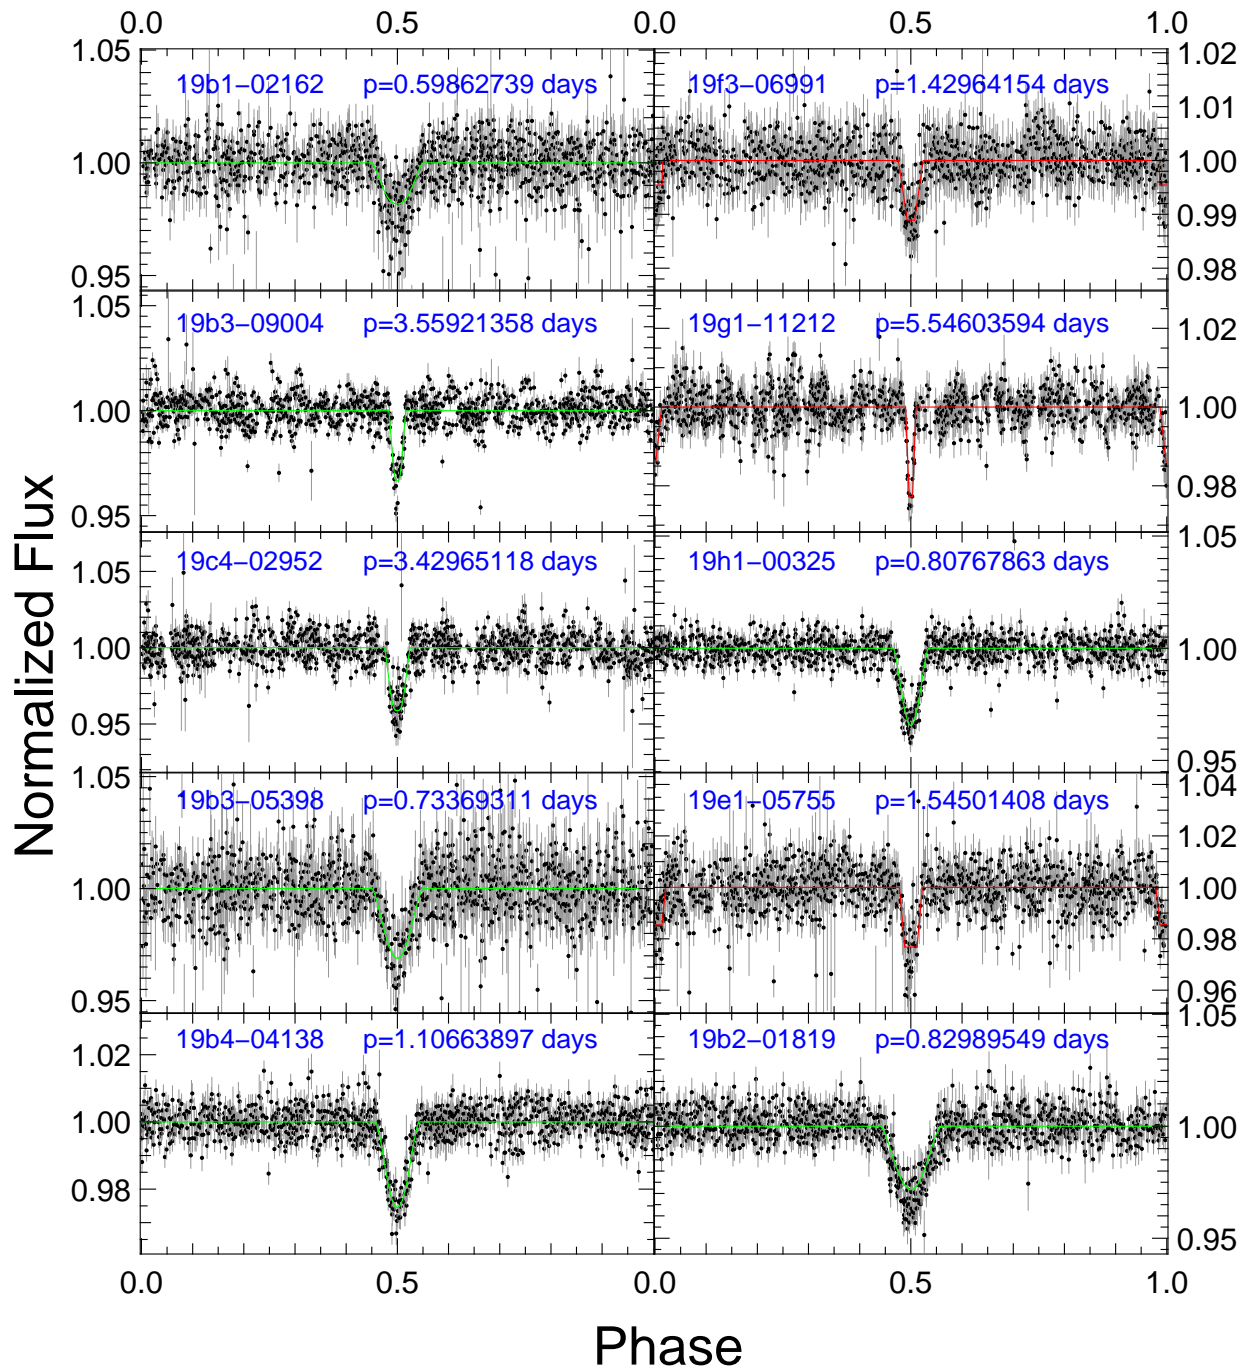 0.0 0.5 0.0 0.5 1.0
1.05 19b1−02162 p=0.59862739 days 19f3−06991 p=1.42964154 days 1.02
1.01
1.00 1.00
0.99
0.95 0.98
1.05 19b3−09004 p=3.55921358 days 19g1−11212 p=5.54603594 days 1.02
1.00 1.00
0.95 0.98
1.05 19c4−02952 p=3.42965118 days 19h1−00325 p=0.80767863 days 1.05
1.00 1.00
0.95 0.95
1.05 19b3−05398 p=0.73369311 days 19e1−05755 p=1.54501408 days 1.04
1.02
1.00 1.00
0.98
0.95 0.96
1.02 19b4−04138 p=1.10663897 days 19b2−01819 p=0.82989549 days 1.05
1.00 1.00
0.98 0.95
0.0 0.5 0.0 0.5 1.0
Normalized Flux
Phase